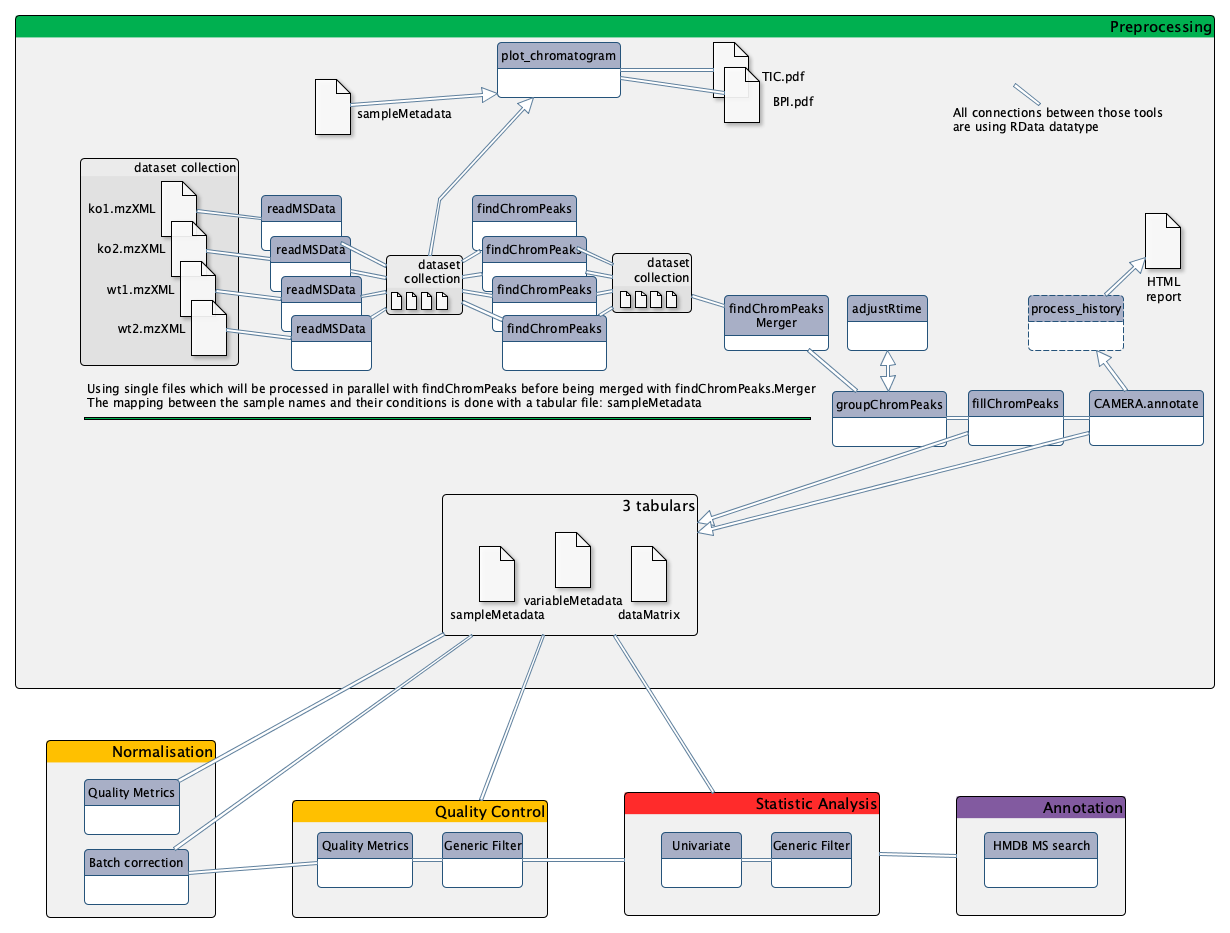 Preprocessing
plot_chromatogram
TIC.pdf
BPI.pdf
sampleMetadata
All connections between those tools
are using RData datatype
dataset collection
ko1.mzXML
ko2.mzXML
wt1.mzXML
wt2.mzXML
readMSData
readMSData
readMSData
readMSData
dataset
collection
findChromPeaks
findChromPeaks
findChromPeaks
findChromPeaks
dataset
collection
findChromPeaks
Merger
adjustRtime
process_history
HTML
report
Using single files which will be processed in parallel with findChromPeaks before being merged with findChromPeaks.Merger
The mapping between the sample names and their conditions is done with a tabular file: sampleMetadata
groupChromPeaks
fillChromPeaks
CAMERA.annotate
3 tabulars
sampleMetadata
variableMetadata
dataMatrix
Normalisation
Quality Metrics
Batch correction
Quality Control
Quality Metrics
Generic Filter
Statistic Analysis
Univariate
Generic Filter
Annotation
HMDB MS search